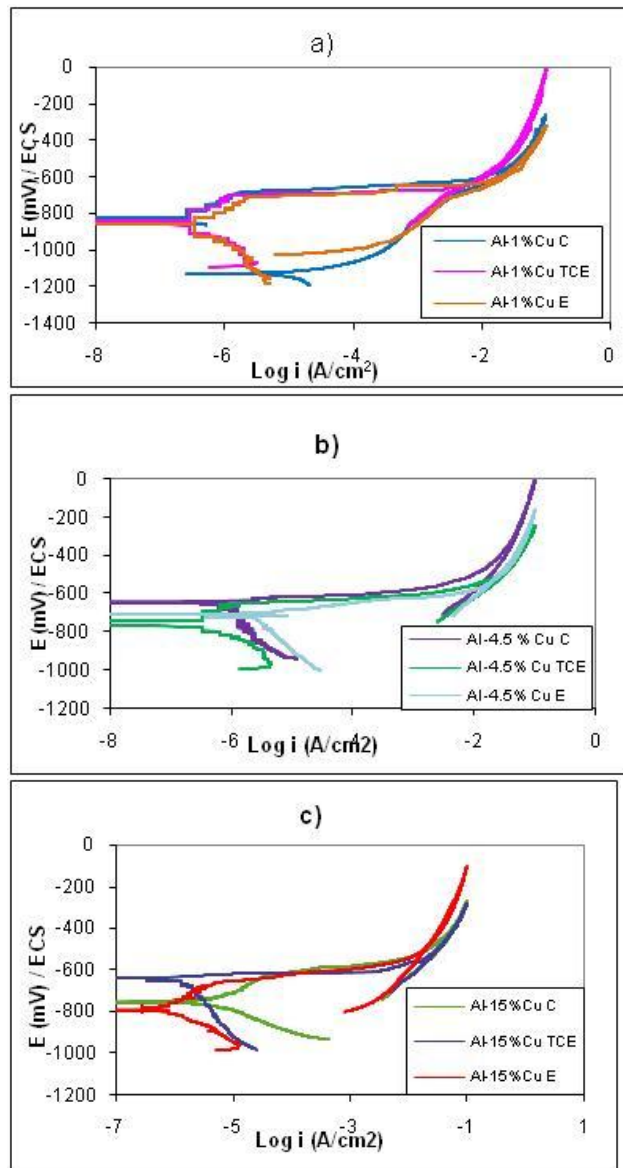 a)
0
-200
-400
-600
-800
-1000
-1200
-1400
E (mV)/ ECS
-8
-6
-4
-2
0
Log i (A/cm²)
Al-1%Cu C
Al-1%Cu TCE
Al-1%Cu E
b)
0
-200
-400
-600
-800
-1000
-1200
E (mV) / ECS
-8
-6
-4
-2
0
Log i (A/cm2)
Al-4.5 % Cu C
Al-4.5% Cu TCE
Al-4.5% Cu E
c)
0
-200
-400
-600
-800
-1000
-1200
E (mV) / ECS
-7
-5
-3
-1
1
Log i (A/cm2)
Al-15%Cu C
Al-15%Cu TCE
Al-15%Cu E